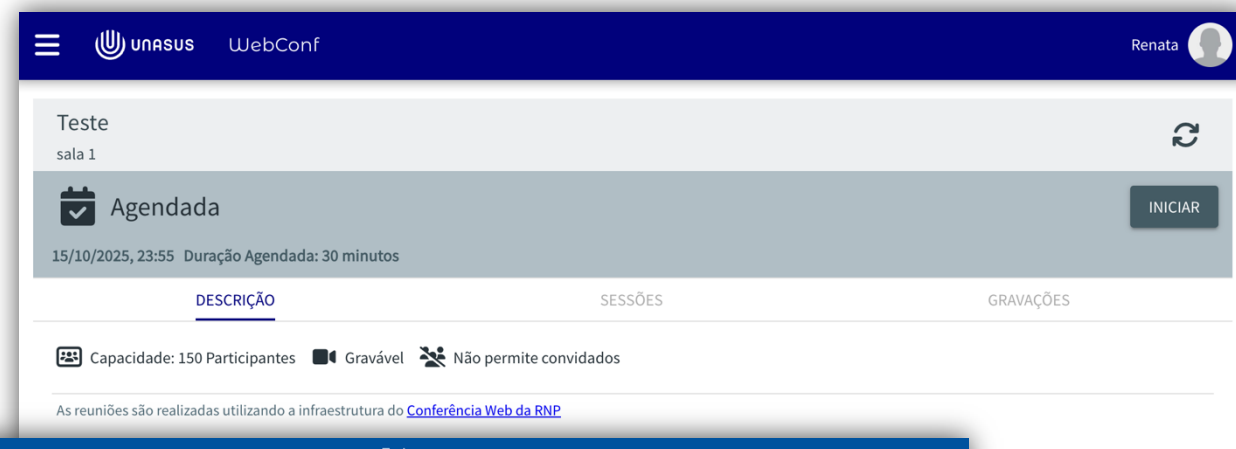 UNASUS WebConf Renata
Teste
sala 1
Agendada
INICIAR
15/10/2025, 23:55 Duração Agendada: 30 minutos
DESCRIÇÃO SESSÕES GRAVAÇÕES
Capacidade: 150 Participantes Gravável Não permite convidados
As reuniões são realizadas utilizando a infraestrutura do Conferência Web da RNP